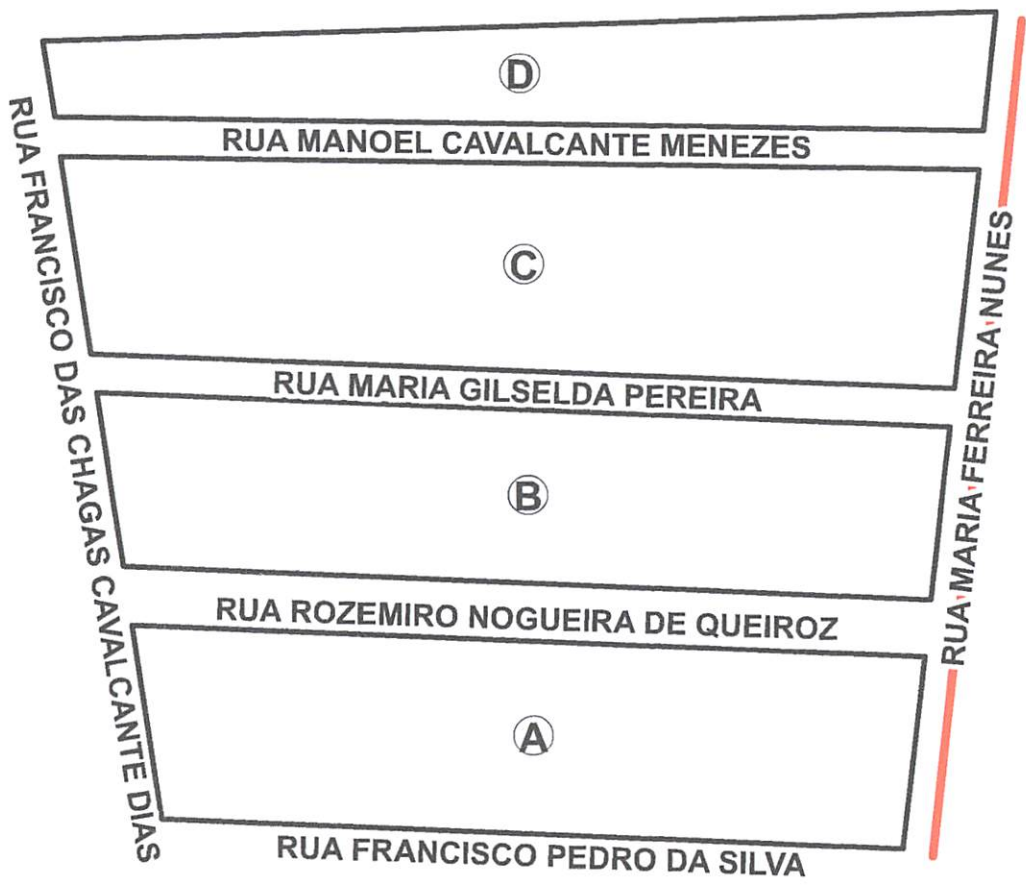 D
RUA MANOEL CAVALCANTE MENEZES
RUA FRANCISCO DAS CHAGAS CAVALCANTE DIAS
C
RUA MARIA FERREIRA NUNES
RUA MARIA GILSELDA PEREIRA
B
RUA ROZEMIRO NOGUEIRA DE QUEIROZ
A
RUA FRANCISCO PEDRO DA SILVA